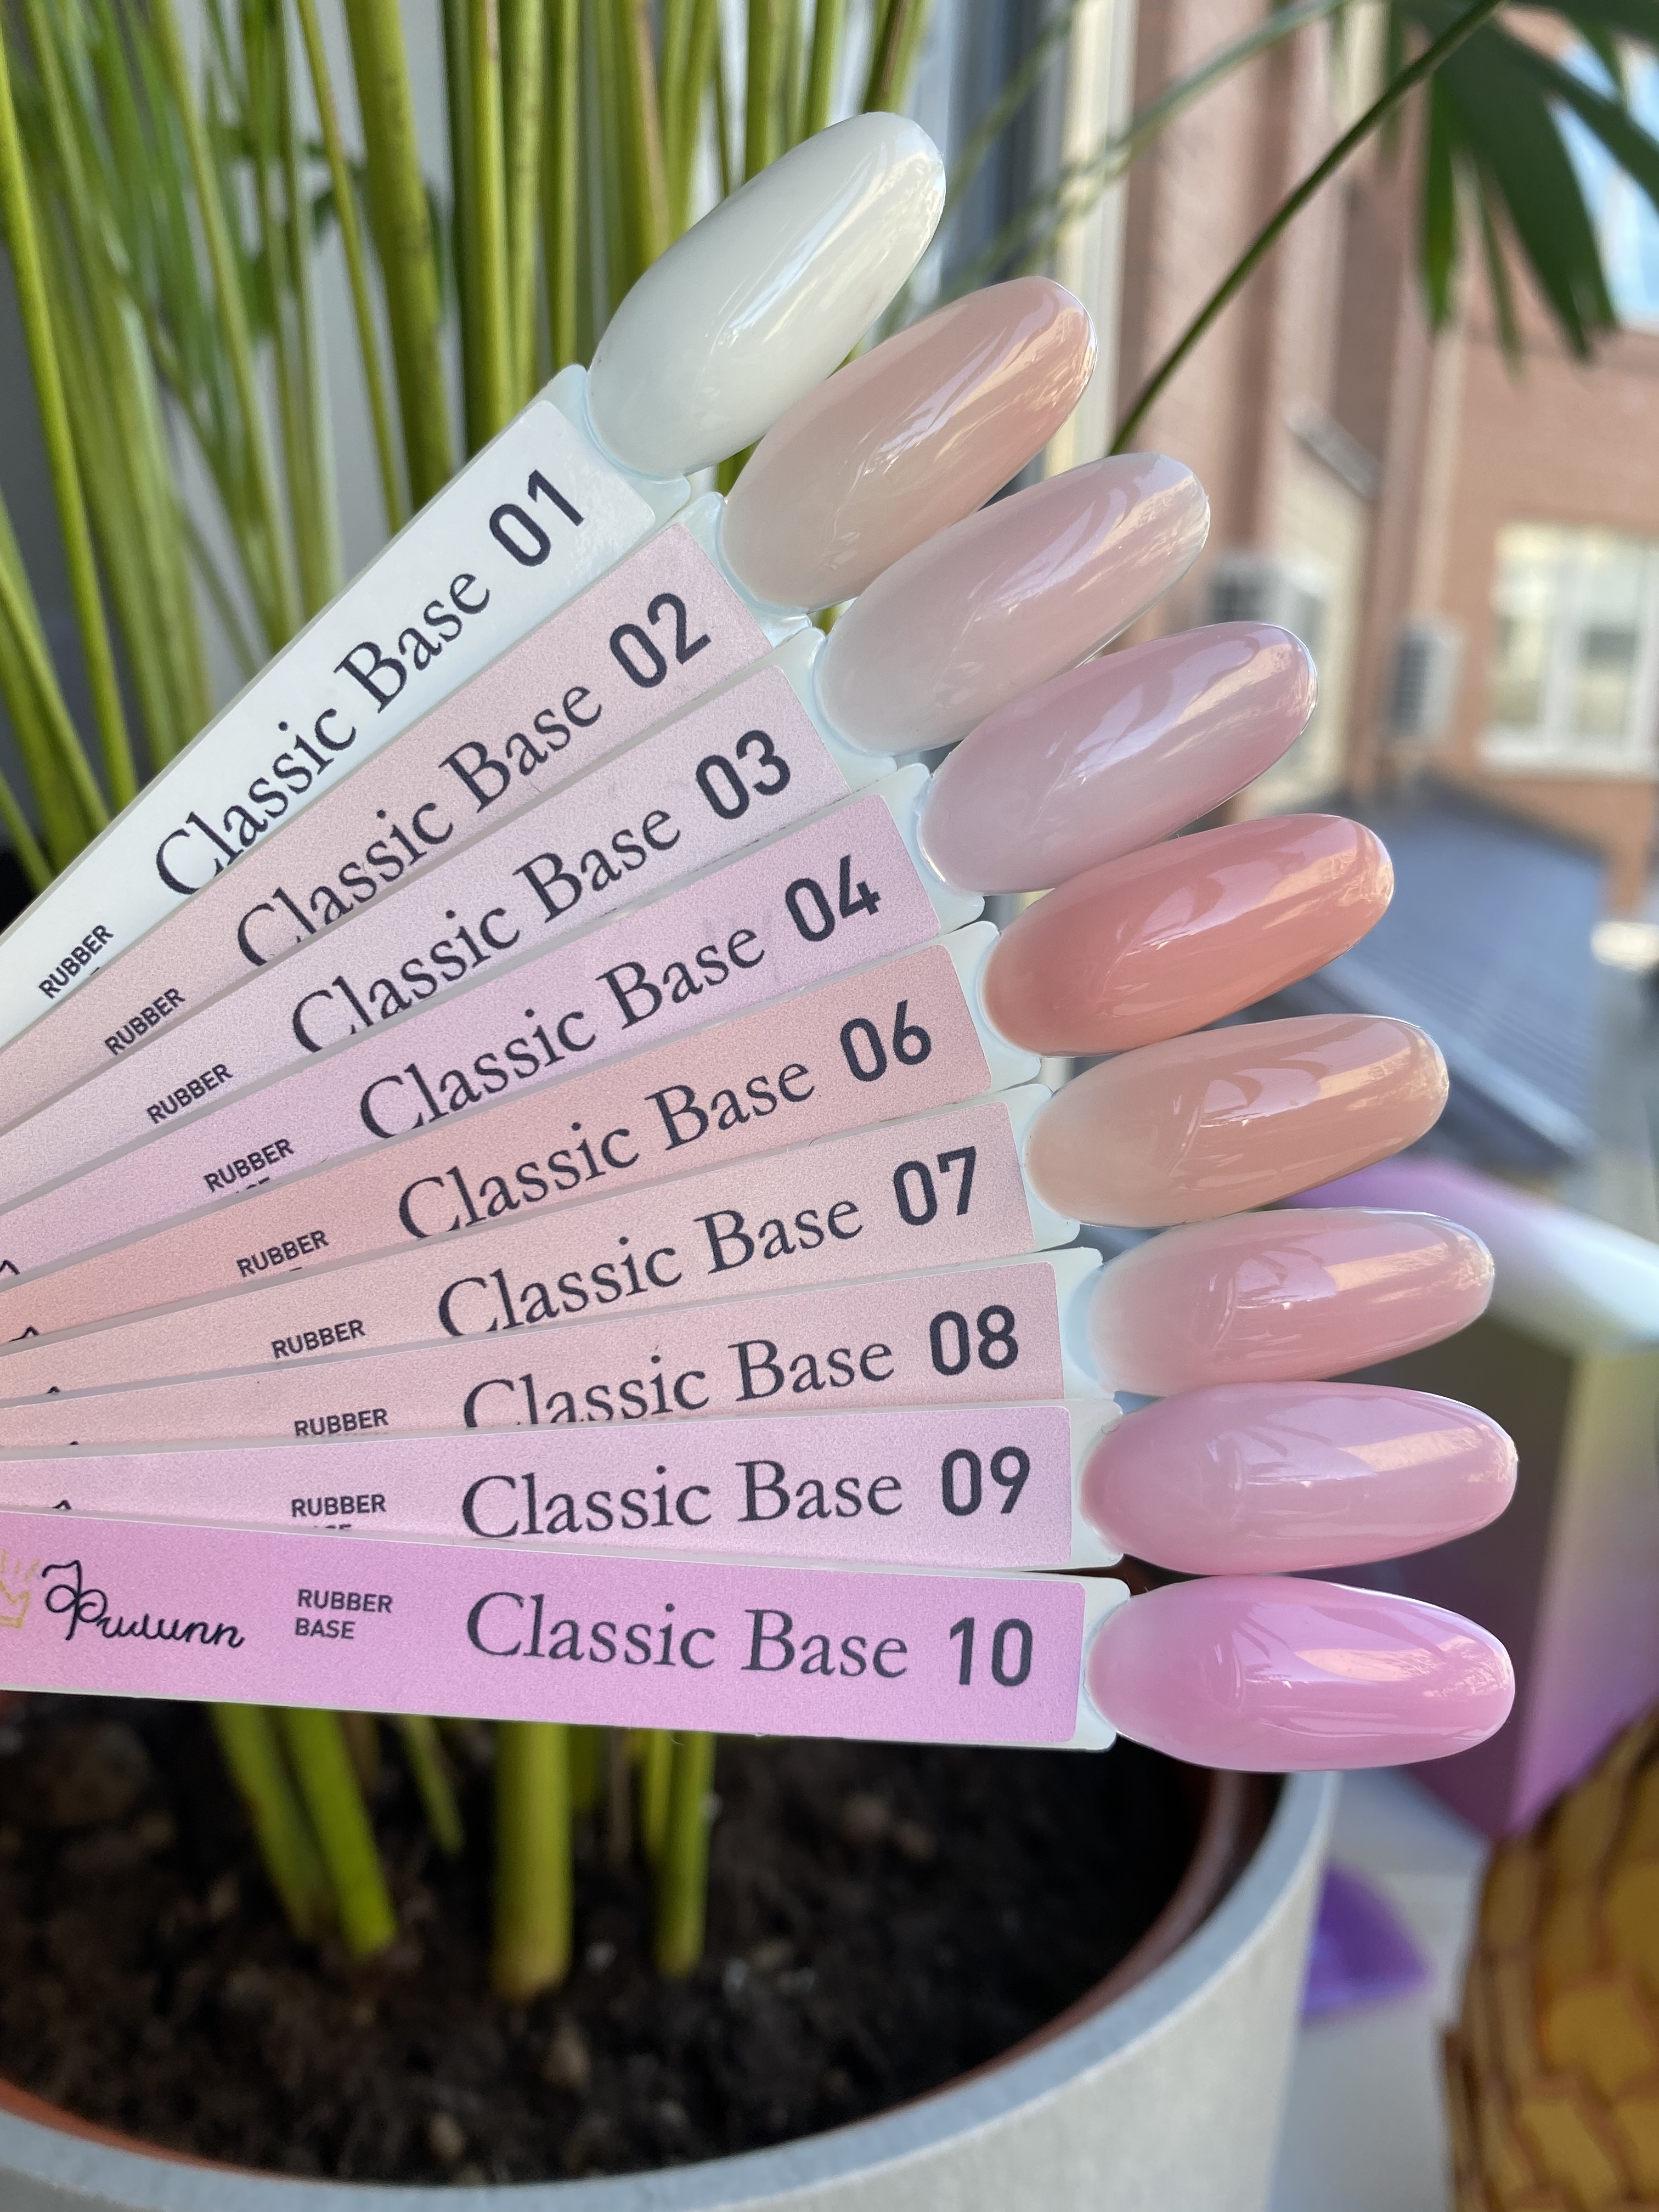 RUBBER
Classic Base 01
RUBBER
Classic Base 02
RUBBER
Classic Base 03
RUBBER
Classic Base 04
RUBBER
Classic Base 06
RUBBER
Classic Base 07
RUBBER
Classic Base 08
RUBBER
Classic Base 09
Филипп
RUBBER
BASE
Classic Base 10